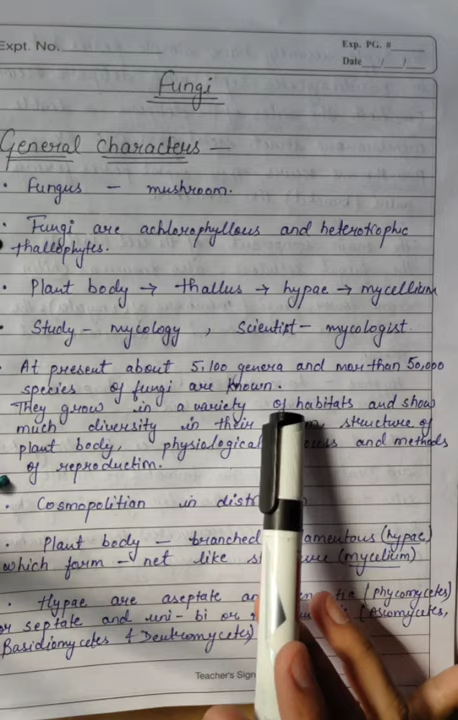 Expt. No.
Exp. PG. #
Date / /
Fungi
General characters —
• Fungus — mushroom.
• Fungi are achlorophyllous and heterotrophic
thallophytes.
• Plant body → thallus → hypae → mycellium
• Study — mycology , scientist — mycologist.
• At present about 5,100 genera and more than 50,000
species of fungi are known.
They grow in a variety of habitats and show
much diversity in their structure of
plant body, physiological and methods
of reproduction.
• Cosmopolition in
• Plant body — branched (hypae)
which form — net like (mycelium)
• Hypae are aseptate (Phycomycetes)
or septate and uni- bi or (Ascomycetes,
Basidiomycetes & Deutromycetes)
Teacher's Sign